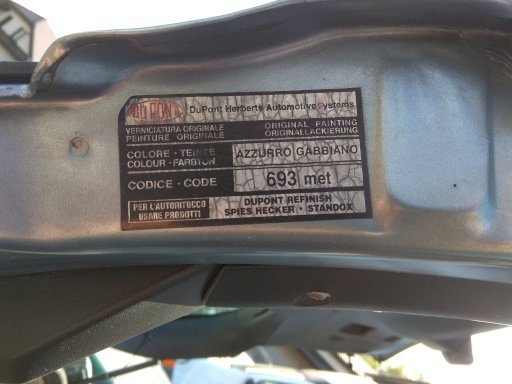 DU PONT DuPont Herberts Automotive Systems
VERNICIATURA ORIGINALE ORIGINAL PAINTING
PEINTURE ORIGINALE ORIGINALLACKIERUNG
COLORE - TEINTE AZZURRO GABBIANO
COLOUR - FARBTON
CODICE - CODE 693 met
PER L'AUTORITOCCO DUPONT REFINISH
USARE PRODOTTI SPIES HECKER - STANDOX